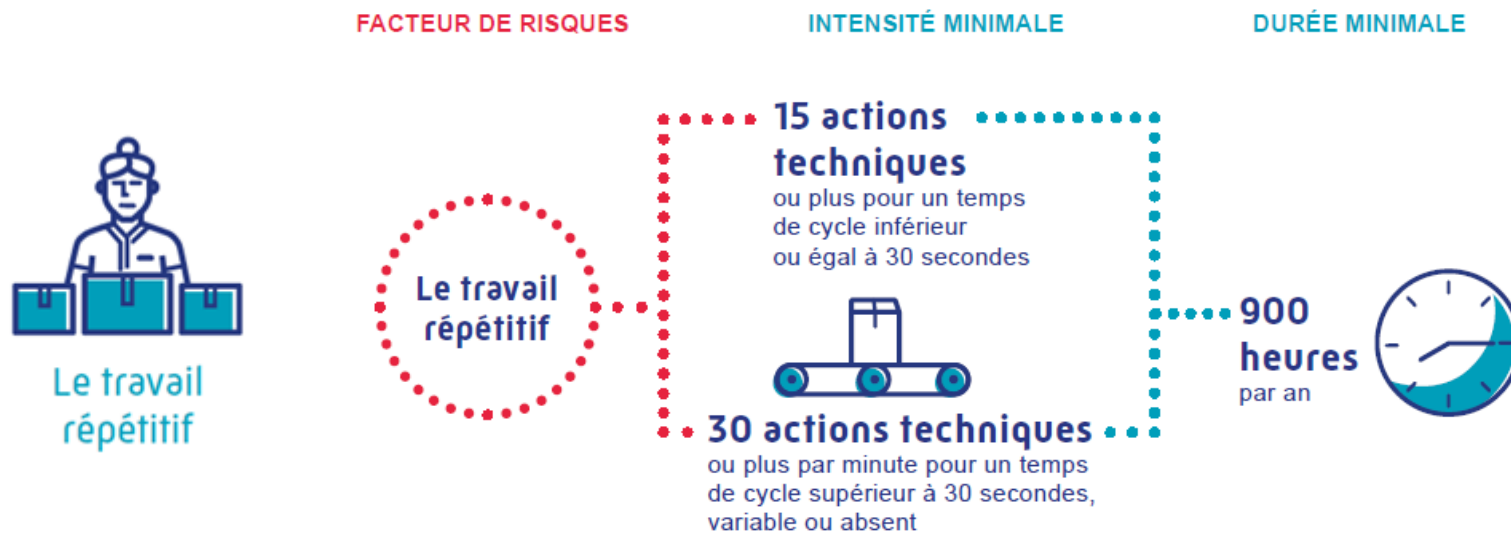 FACTEUR DE RISQUES
INTENSITÉ MINIMALE
DURÉE MINIMALE
Le travail
répétitif
Le travail
répétitif
15 actions
techniques
ou plus pour un temps
de cycle inférieur
ou égal à 30 secondes
30 actions techniques
ou plus par minute pour un temps
de cycle supérieur à 30 secondes,
variable ou absent
900
heures
par an